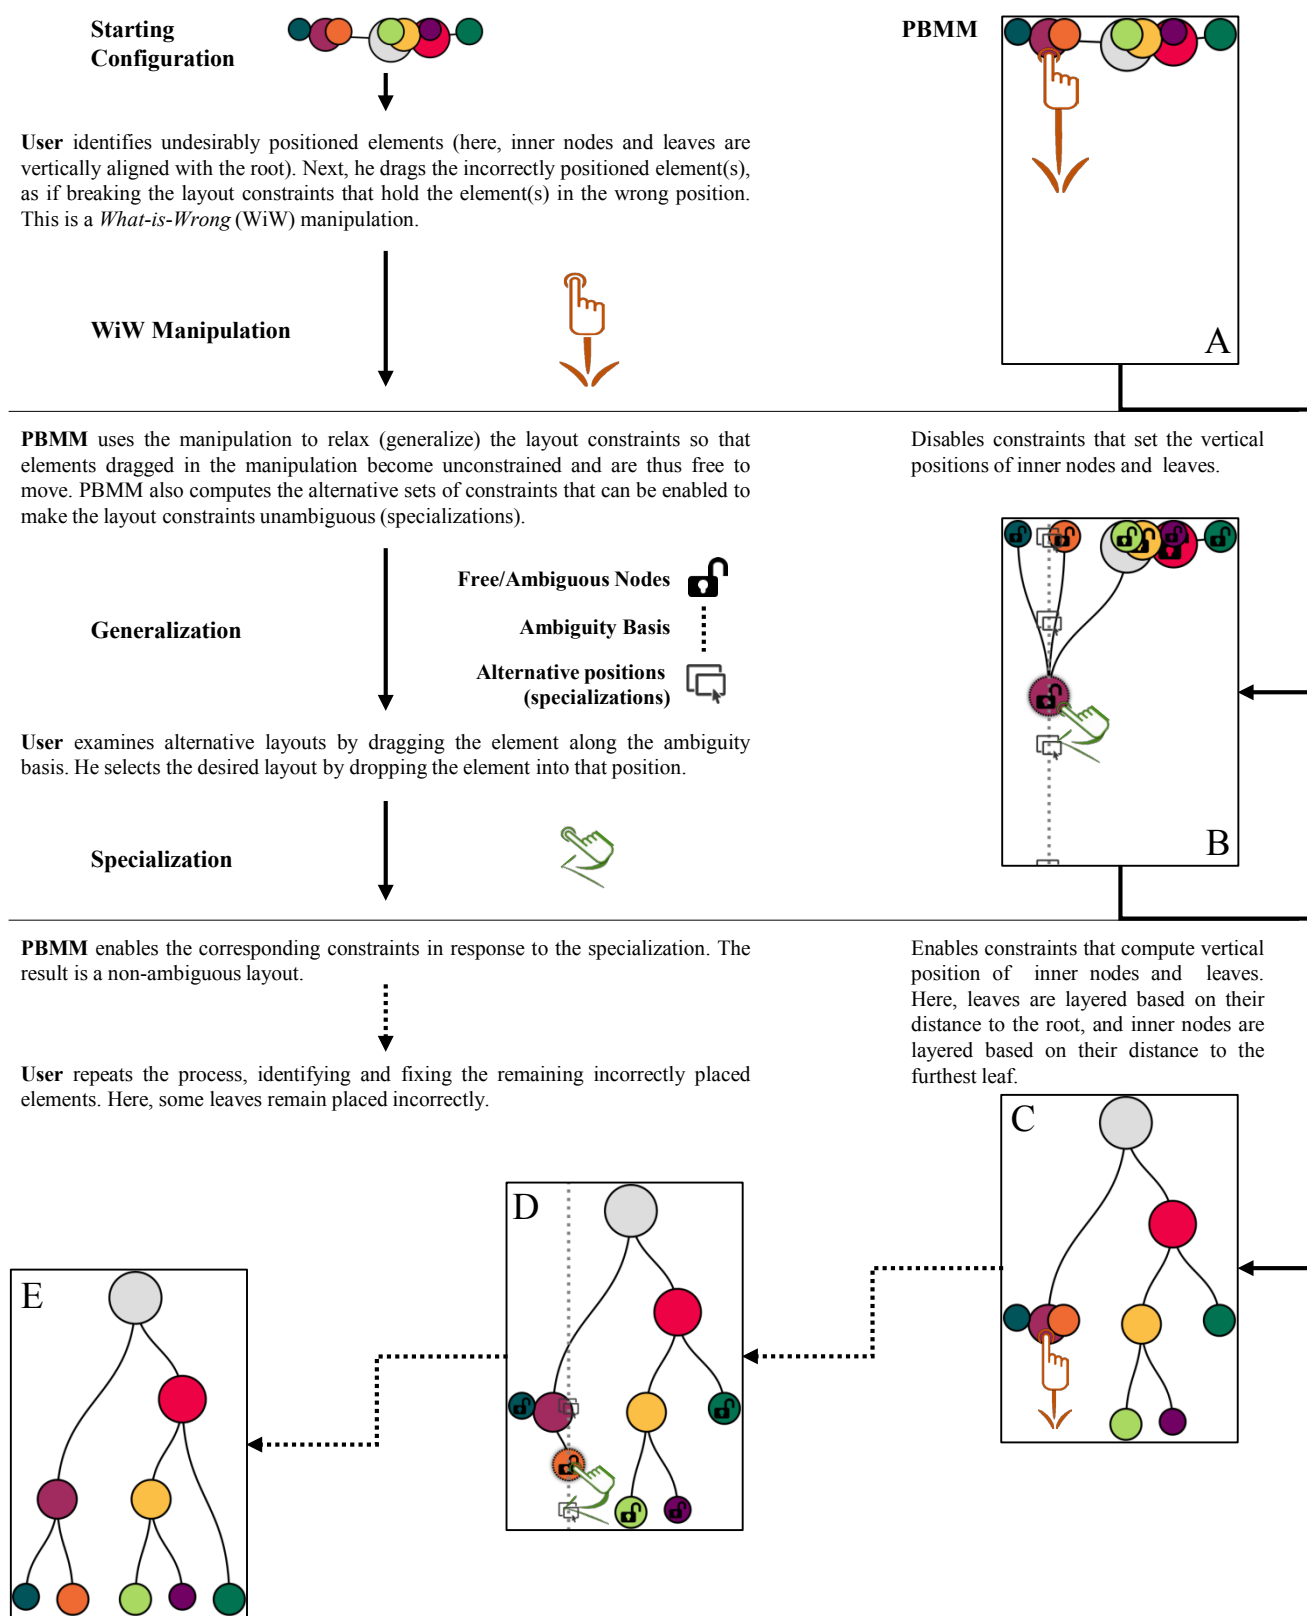 Starting
Configuration
PBMM
A
User identifies undesirably positioned elements (here, inner nodes and leaves are
vertically aligned with the root). Next, he drags the incorrectly positioned element(s),
as if breaking the layout constraints that hold the element(s) in the wrong position.
This is a What-is-Wrong (WiW) manipulation.
WiW Manipulation
PBMM uses the manipulation to relax (generalize) the layout constraints so that
elements dragged in the manipulation become unconstrained and are thus free to
move. PBMM also computes the alternative sets of constraints that can be enabled to
make the layout constraints unambiguous (specializations).
Disables constraints that set the vertical
positions of inner nodes and leaves.
Generalization
Free/Ambiguous Nodes
Ambiguity Basis
Alternative positions
(specializations)
B
User examines alternative layouts by dragging the element along the ambiguity
basis. He selects the desired layout by dropping the element into that position.
Specialization
PBMM enables the corresponding constraints in response to the specialization. The
result is a non-ambiguous layout.
Enables constraints that compute vertical
position of inner nodes and leaves.
Here, leaves are layered based on their
distance to the root, and inner nodes are
layered based on their distance to the
furthest leaf.
User repeats the process, identifying and fixing the remaining incorrectly placed
elements. Here, some leaves remain placed incorrectly.
C
D
E